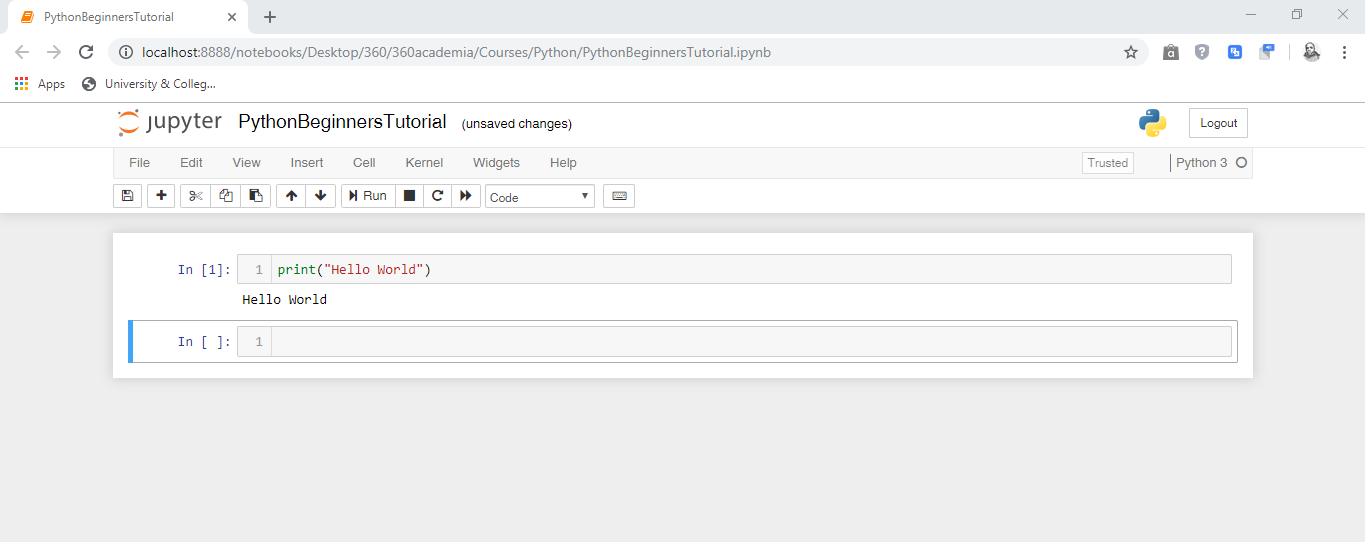 PythonBeginnersTutorial
localhost:8888/notebooks/Desktop/360/360academia/Courses/Python/PythonBeginnersTutorial.ipynb
Apps University & Colleg...
jupyter PythonBeginnersTutorial (unsaved changes) Logout
File Edit View Insert Cell Kernel Widgets Help Trusted Python 3
Run Code
In [1]: 1 print("Hello World")
Hello World
In [ ]: 1